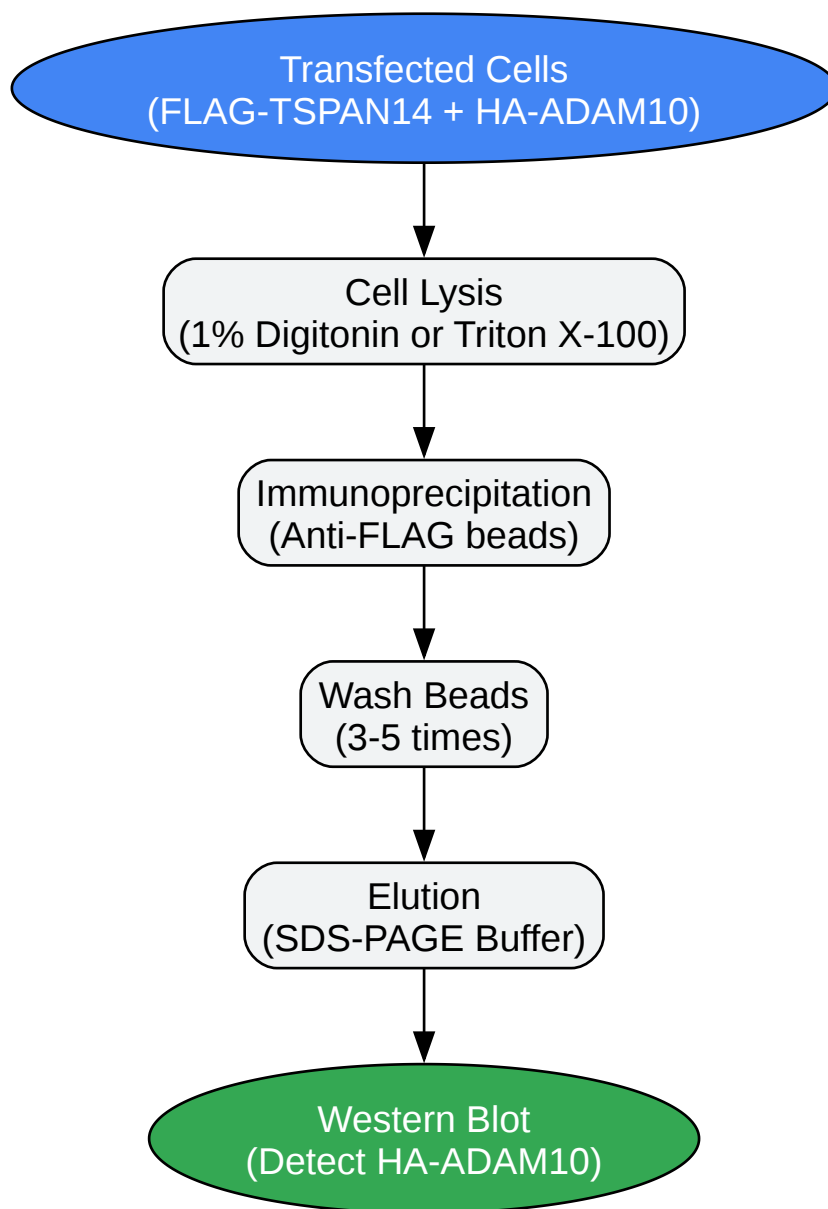 Transfected Cells
(FLAG-TSPAN14 + HA-ADAM10)
Cell Lysis
(1% Digitonin or Triton X-100)
Immunoprecipitation
(Anti-FLAG beads)
Wash Beads
(3-5 times)
Elution
(SDS-PAGE Buffer)
Western Blot
(Detect HA-ADAM10)